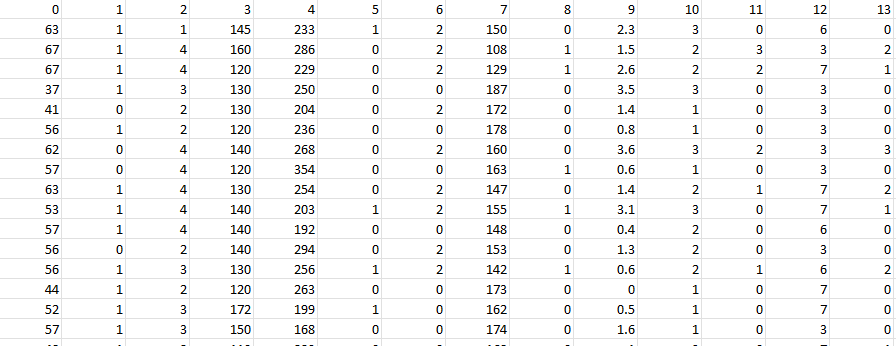 0 1 2 3 4 5 6 7 8 9 10 11 12 13
63 1 1 145 233 1 2 150 0 2.3 3 0 6 0
67 1 4 160 286 0 2 108 1 1.5 2 3 3 2
67 1 4 120 229 0 2 129 1 2.6 2 2 7 1
37 1 3 130 250 0 0 187 0 3.5 3 0 3 0
41 0 2 130 204 0 2 172 0 1.4 1 0 3 0
56 1 2 120 236 0 0 178 0 0.8 1 0 3 0
62 0 4 140 268 0 2 160 0 3.6 3 2 3 3
57 0 4 120 354 0 0 163 1 0.6 1 0 3 0
63 1 4 130 254 0 2 147 0 1.4 2 1 7 2
53 1 4 140 203 1 2 155 1 3.1 3 0 7 1
57 1 4 140 192 0 0 148 0 0.4 2 0 6 0
56 0 2 140 294 0 2 153 0 1.3 2 0 3 0
56 1 3 130 256 1 2 142 1 0.6 2 1 6 2
44 1 2 120 263 0 0 173 0 0 1 0 7 0
52 1 3 172 199 1 0 162 0 0.5 1 0 7 0
57 1 3 150 168 0 0 174 0 1.6 1 0 3 0